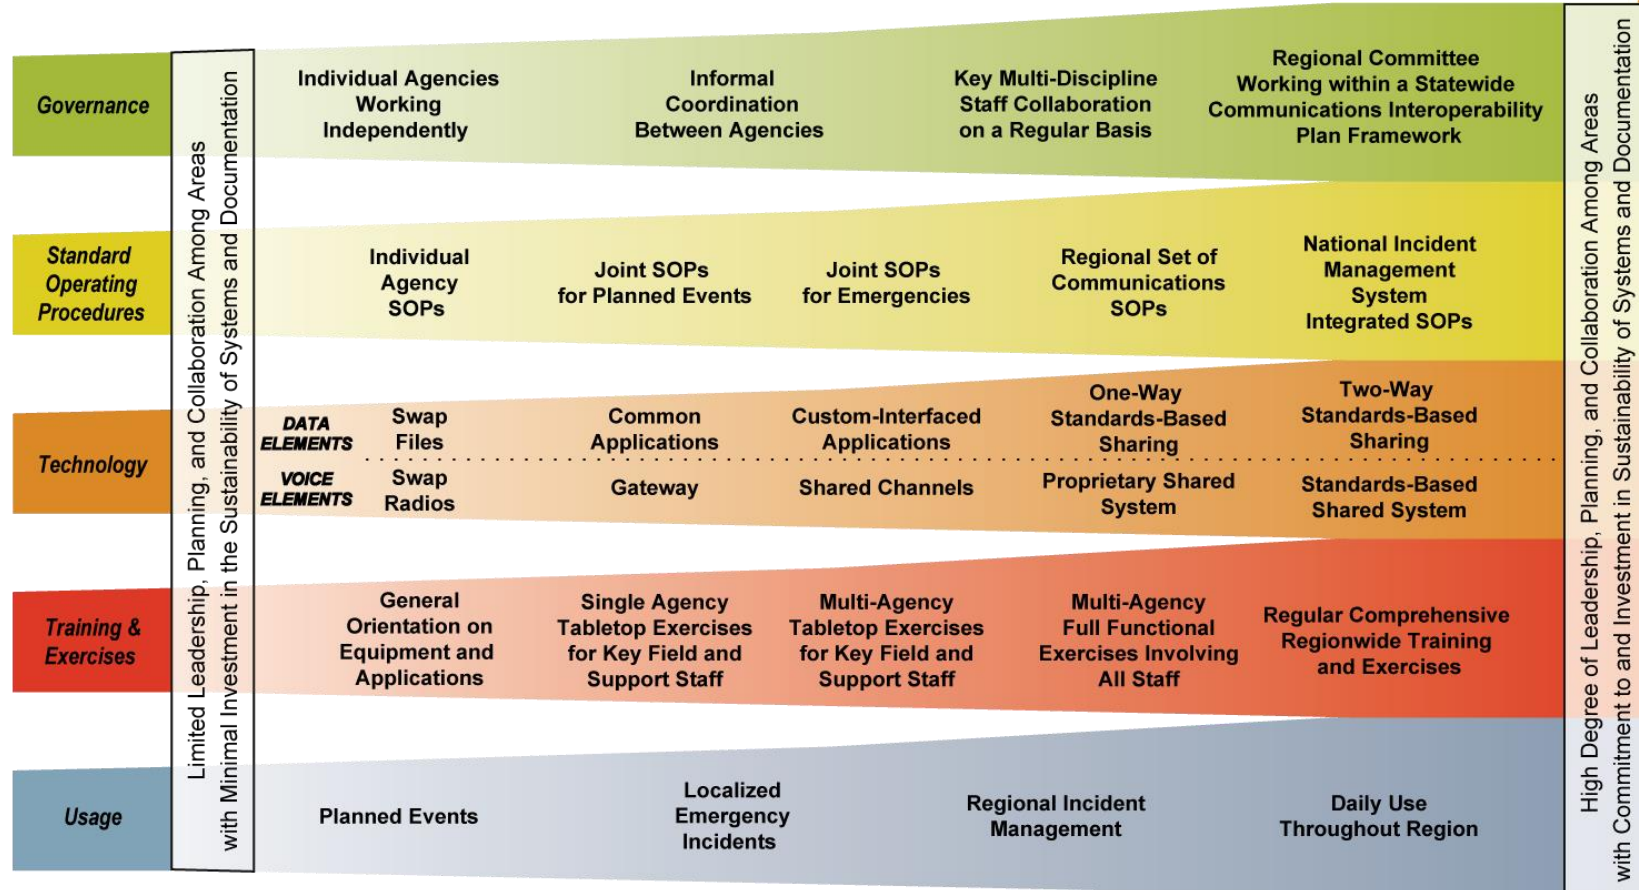 Limited Leadership, Planning, and Collaboration Among Areas
with Minimal Investment in the Sustainability of Systems and Documentation
Governance
Individual Agencies
Working
Independently
Informal
Coordination
Between Agencies
Key Multi-Discipline
Staff Collaboration
on a Regular Basis
Regional Committee
Working within a Statewide
Communications Interoperability
Plan Framework
Standard
Operating
Procedures
Individual
Agency
SOPs
Joint SOPs
for Planned Events
Joint SOPs
for Emergencies
Regional Set of
Communications
SOPs
National Incident
Management
System
Integrated SOPs
Technology
DATA
ELEMENTS
Swap
Files
Common
Applications
Custom-Interfaced
Applications
One-Way
Standards-Based
Sharing
Two-Way
Standards-Based
Sharing
VOICE
ELEMENTS
Swap
Radios
Gateway
Shared Channels
Proprietary Shared
System
Standards-Based
Shared System
Training &
Exercises
General
Orientation on
Equipment and
Applications
Single Agency
Tabletop Exercises
for Key Field and
Support Staff
Multi-Agency
Tabletop Exercises
for Key Field and
Support Staff
Multi-Agency
Full Functional
Exercises Involving
All Staff
Regular Comprehensive
Regionwide Training
and Exercises
Usage
Planned Events
Localized
Emergency
Incidents
Regional Incident
Management
Daily Use
Throughout Region
High Degree of Leadership, Planning, and Collaboration Among Areas
with Commitment to and Investment in Sustainability of Systems and Documentation